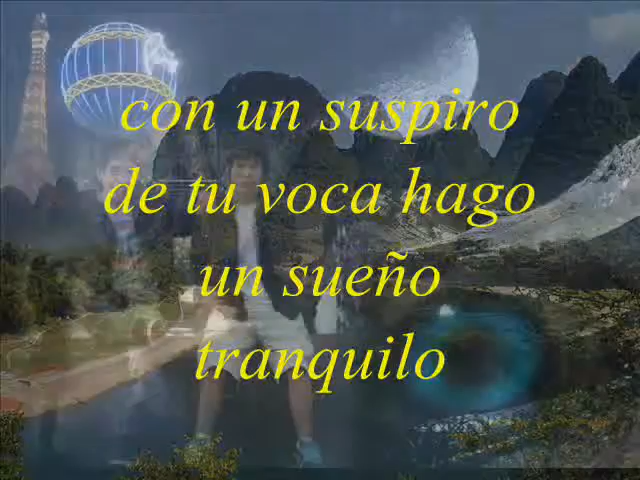 con un suspiro
de tu voca hago
un sueño
tranquilo